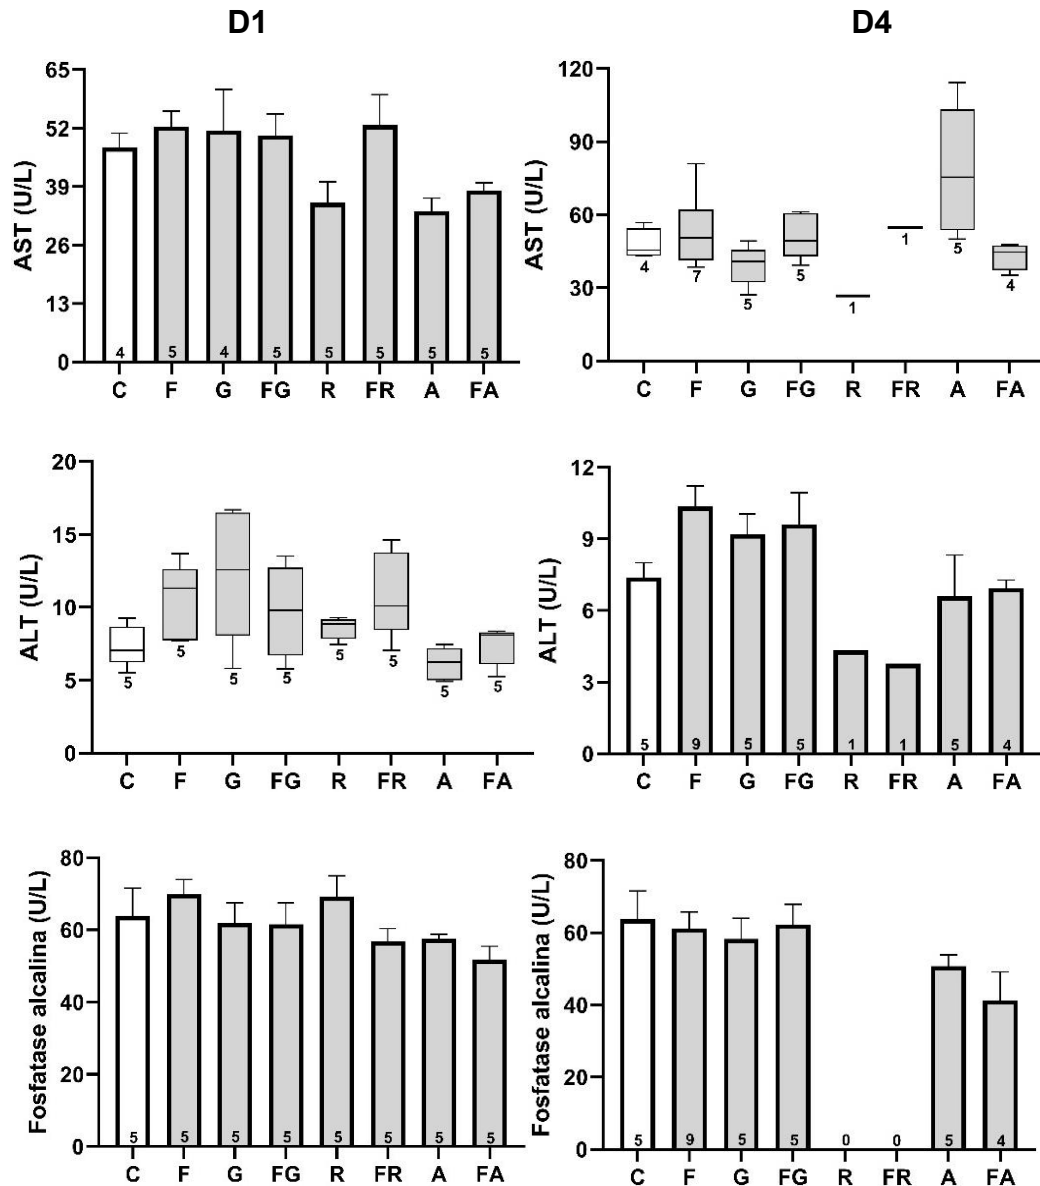 D1 D4
AST (U/L)
65
52
39
26
13
0
4 5 4 5 5 5 5 5
C F G FG R FR A FA
AST (U/L)
120
90
60
30
0
4 7 5 5 1 1 5 4
C F G FG R FR A FA
ALT (U/L)
20
15
10
5
0
5 5 5 5 5 5 5 5
C F G FG R FR A FA
ALT (U/L)
12
9
6
3
0
5 9 5 5 1 1 5 4
C F G FG R FR A FA
Fosfatase alcalina (U/L)
80
60
40
20
0
5 5 5 5 5 5 5 5
C F G FG R FR A FA
Fosfatase alcalina (U/L)
80
60
40
20
0
5 9 5 5 0 0 5 4
C F G FG R FR A FA